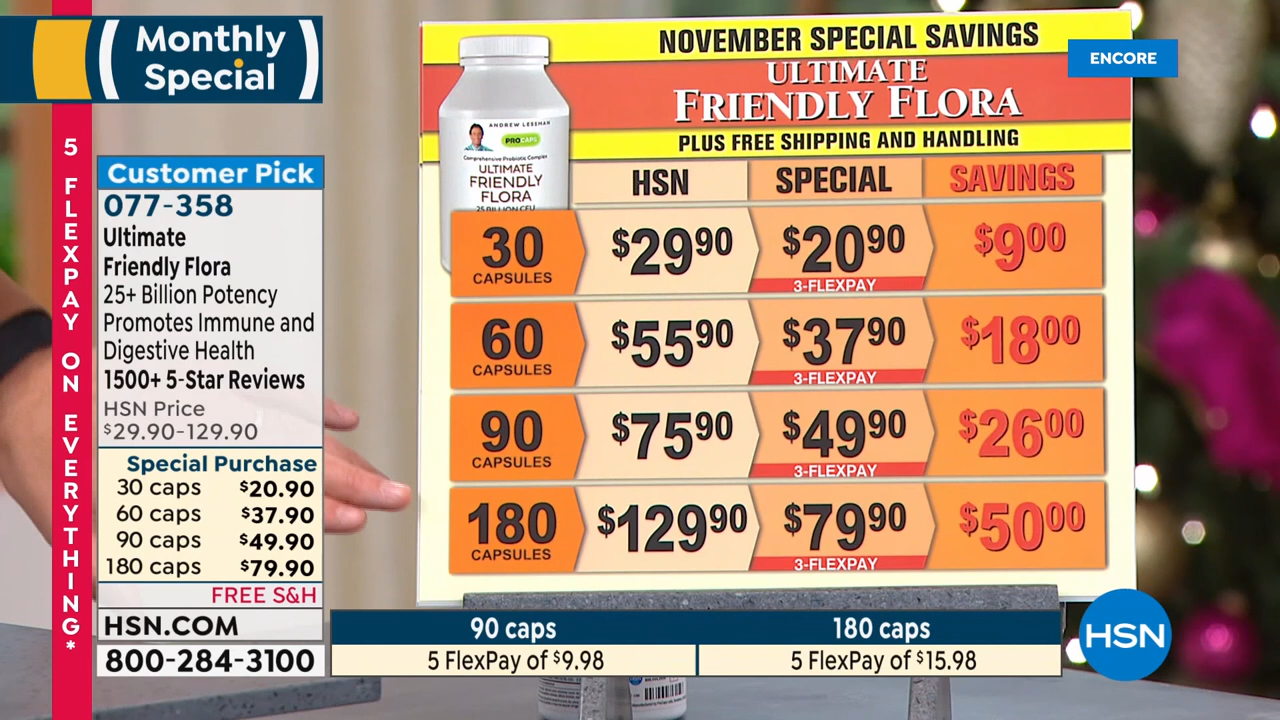 Monthly
Special
5 FLEXPAY ON EVERYTHING*
Customer Pick
077-358
Ultimate
Friendly Flora
25+ Billion Potency
Promotes Immune and
Digestive Health
1500+ 5-Star Reviews
HSN Price
$29.90-129.90
Special Purchase
30 caps $20.90
60 caps $37.90
90 caps $49.90
180 caps $79.90
FREE S&H
HSN.COM
800-284-3100
NOVEMBER SPECIAL SAVINGS
ULTIMATE
FRIENDLY FLORA
PLUS FREE SHIPPING AND HANDLING
ENCORE
ANDREW LESSMAN
PROCAPS
Comprehensive Probiotic Complex
ULTIMATE
FRIENDLY
FLORA
25 BILLION CFU
HSN SPECIAL SAVINGS
30 CAPSULES $29.90 $20.90 $9.00
3-FLEXPAY
60 CAPSULES $55.90 $37.90 $18.00
3-FLEXPAY
90 CAPSULES $75.90 $49.90 $26.00
3-FLEXPAY
180 CAPSULES $129.90 $79.90 $50.00
3-FLEXPAY
90 caps 180 caps
5 FlexPay of $9.98 5 FlexPay of $15.98
HSN